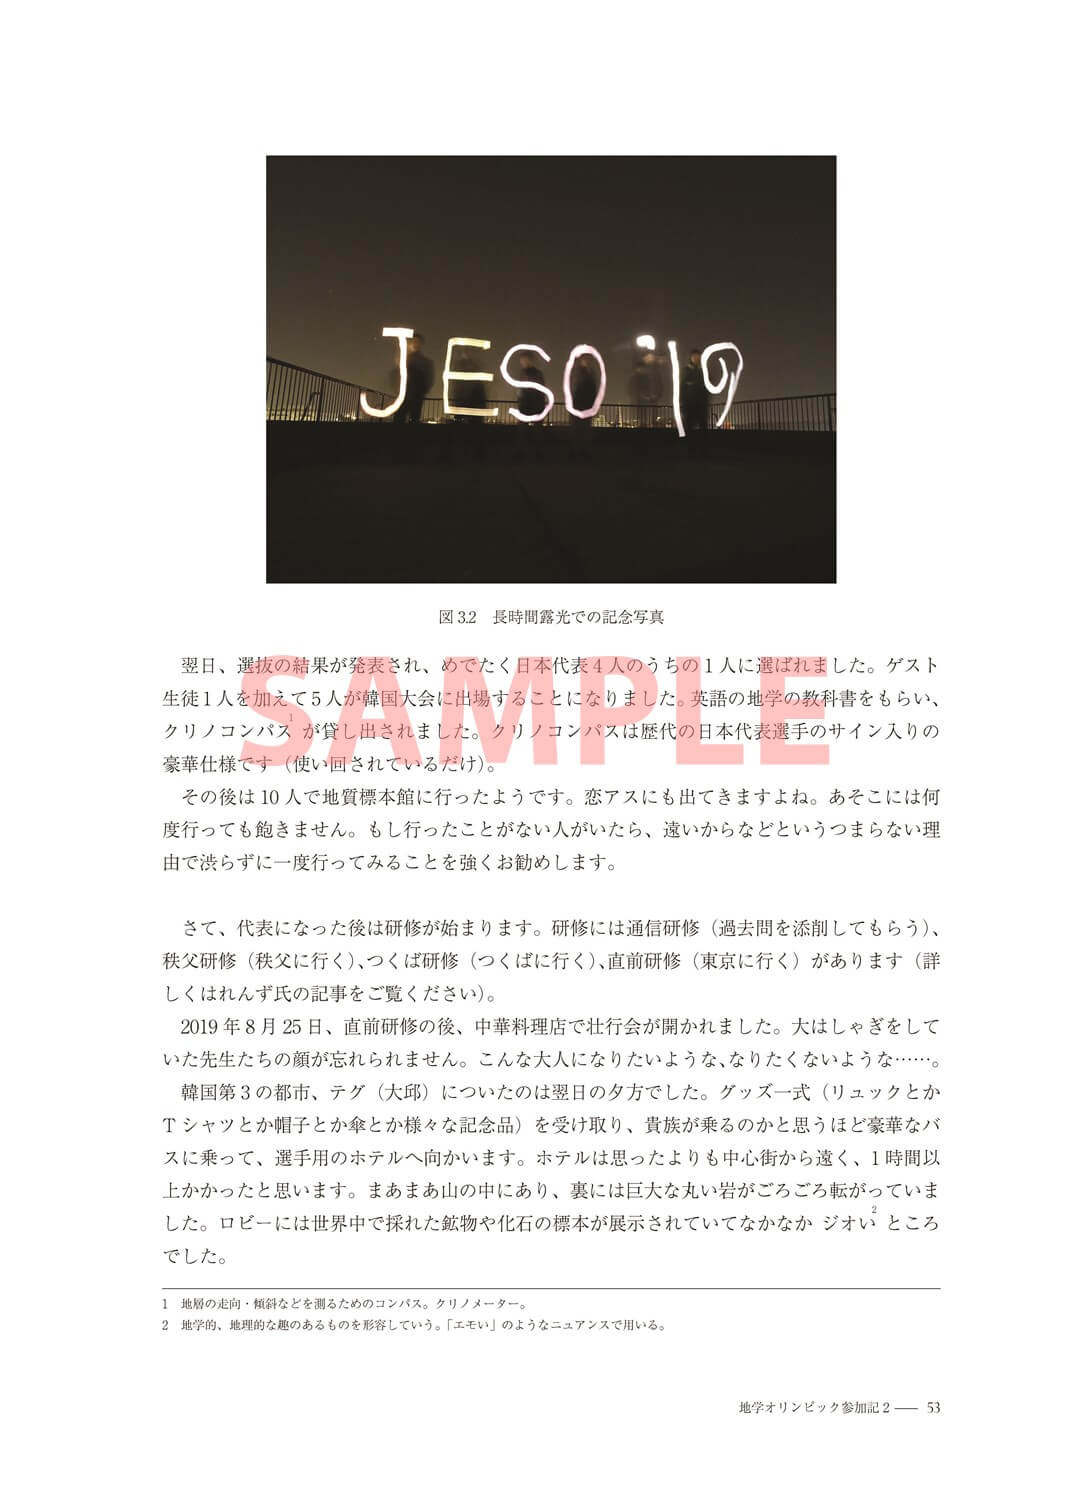 JESO '19
図 3.2　長時間露光での記念写真
翌日、選抜の結果が発表され、めでたく日本代表 4 人のうちの 1 人に選ばれました。ゲスト
生徒 1 人を加えて 5 人が韓国大会に出場することになりました。英語の地学の教科書をもらい、
クリノコンパス1 が貸し出されました。クリノコンパスは歴代の日本代表選手のサイン入りの
豪華仕様です（使い回されているだけ）。
その後は 10 人で地質標本館に行ったようです。恋アスにも出てきますよね。あそこには何
度行っても飽きません。もし行ったことがない人がいたら、遠いからなどというつまらない理
由で渋らずに一度行ってみることを強くお勧めします。
SAMPLE
さて、代表になった後は研修が始まります。研修には通信研修（過去問を添削してもらう）、
秩父研修（秩父に行く）、つくば研修（つくばに行く）、直前研修（東京に行く）があります（詳
しくはれんず氏の記事をご覧ください）。
2019 年 8 月 25 日、直前研修の後、中華料理店で壮行会が開かれました。大はしゃぎをして
いた先生たちの顔が忘れられません。こんな大人になりたいような、なりたくないような……。
韓国第 3 の都市、テグ（大邱）についたのは翌日の夕方でした。グッズ一式（リュックとか
T シャツとか帽子とか傘とか様々な記念品）を受け取り、貴族が乗るのかと思うほど豪華なバ
スに乗って、選手用のホテルへ向かいます。ホテルは思ったよりも中心街から遠く、1 時間以
上かかったと思います。まあまあ山の中にあり、裏には巨大な丸い岩がごろごろ転がっていま
した。ロビーには世界中で採れた鉱物や化石の標本が展示されていてなかなか ジオい2 ところ
でした。
1　地層の走向・傾斜などを測るためのコンパス。クリノメーター。
2　地学的、地理的な趣のあるものを形容していう。「エモい」のようなニュアンスで用いる。
地学オリンピック参加記 2 ── 53